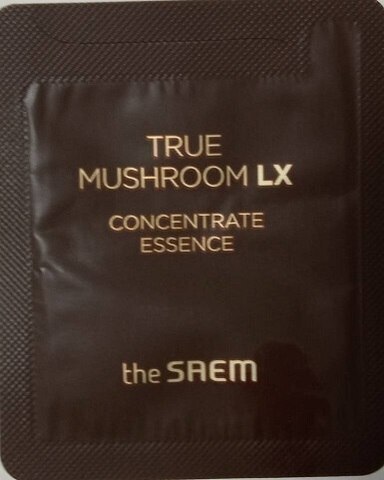 TRUE
MUSHROOM LX
CONCENTRATE
ESSENCE
the SAEM